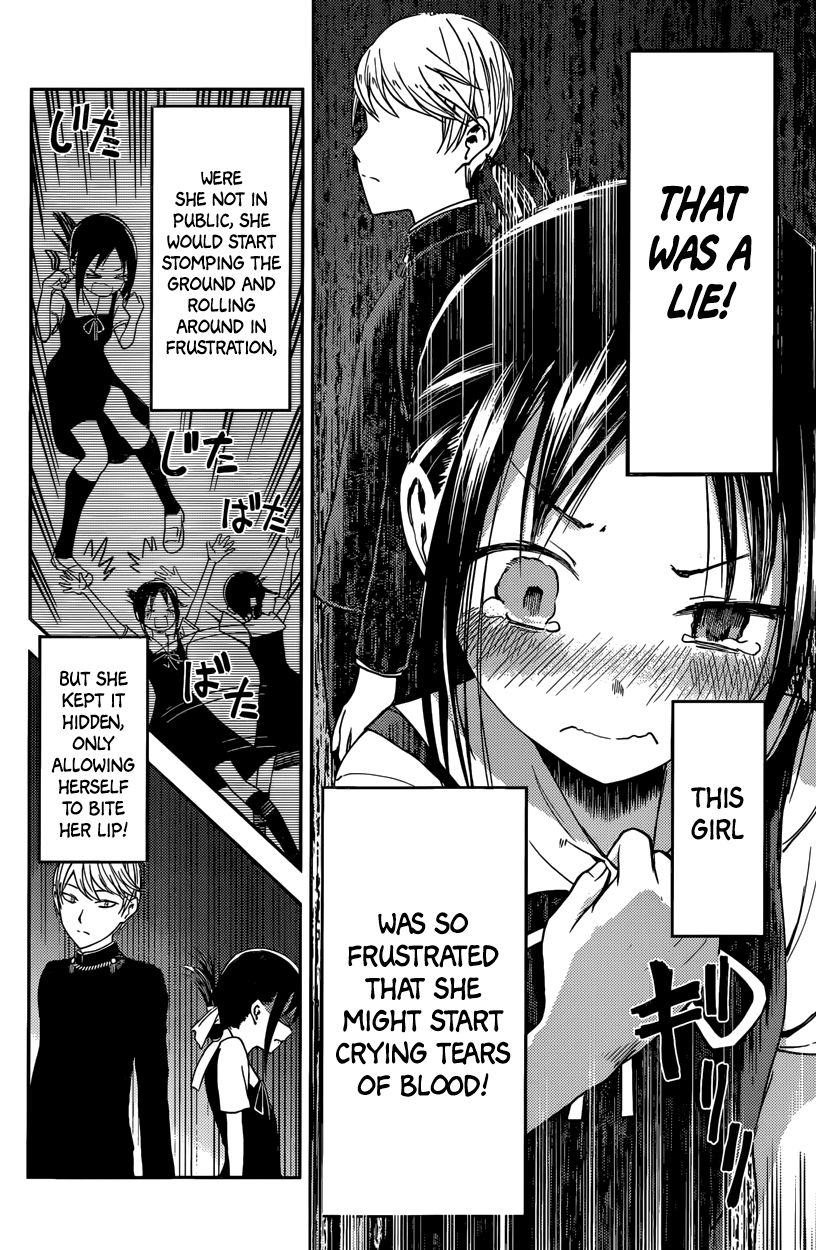 THAT
WAS A
LIE!
THIS
GIRL
WAS SO
FRUSTRATED
THAT SHE
MIGHT START
CRYING TEARS
OF BLOOD!
ギリッ
WERE
SHE NOT IN
PUBLIC, SHE
WOULD START
STOMPING THE
GROUND AND
ROLLING
AROUND IN
FRUSTRATION,
じた
じた
ばた
ばた
BUT SHE
KEPT IT
HIDDEN,
ONLY
ALLOWING
HERSELF
TO BITE
HER LIP!